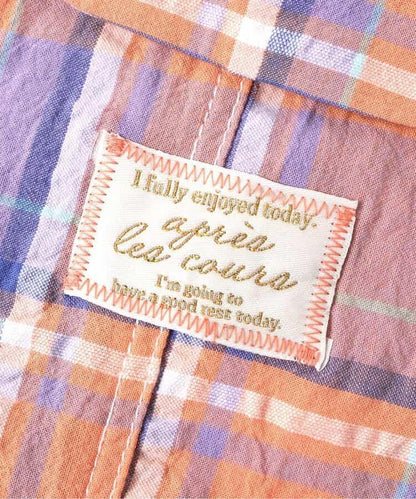 I fully enjoyed today.
après
les cours
I'm going to
have a good rest today.